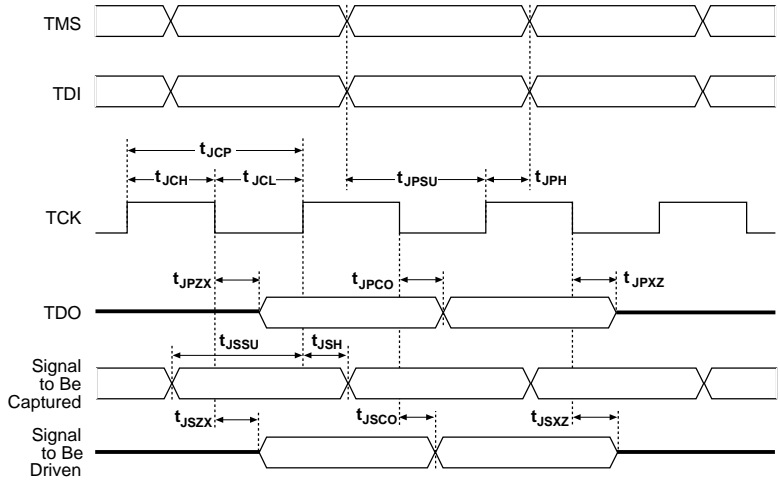 TMS
TDI
tJCP
tJCH tJCL tJPSU tJPH
TCK
tJPZX tJPCO tJPXZ
TDO
tJSSU tJSH
Signal
to Be
Captured
tJSZX tJSCO tJSXZ
Signal
to Be
Driven